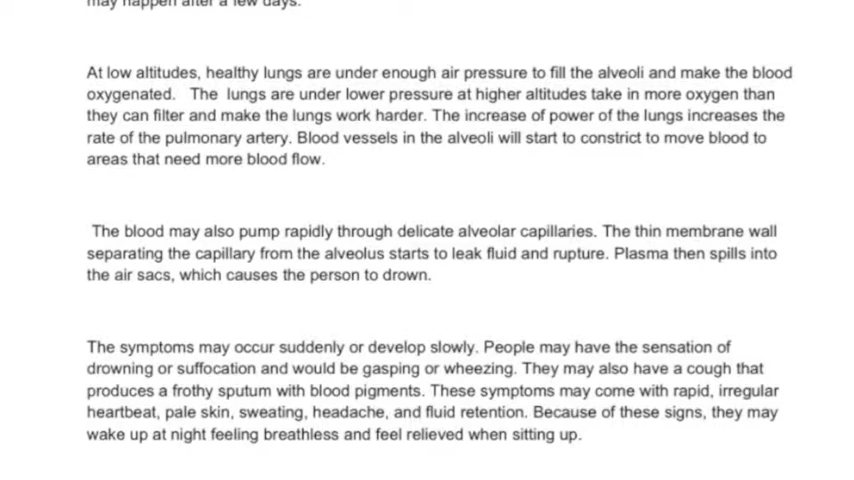 may happen after a few days.
At low altitudes, healthy lungs are under enough air pressure to fill the alveoli and make the blood
oxygenated. The lungs are under lower pressure at higher altitudes take in more oxygen than
they can filter and make the lungs work harder. The increase of power of the lungs increases the
rate of the pulmonary artery. Blood vessels in the alveoli will start to constrict to move blood to
areas that need more blood flow.
The blood may also pump rapidly through delicate alveolar capillaries. The thin membrane wall
separating the capillary from the alveolus starts to leak fluid and rupture. Plasma then spills into
the air sacs, which causes the person to drown.
The symptoms may occur suddenly or develop slowly. People may have the sensation of
drowning or suffocation and would be gasping or wheezing. They may also have a cough that
produces a frothy sputum with blood pigments. These symptoms may come with rapid, irregular
heartbeat, pale skin, sweating, headache, and fluid retention. Because of these signs, they may
wake up at night feeling breathless and feel relieved when sitting up.